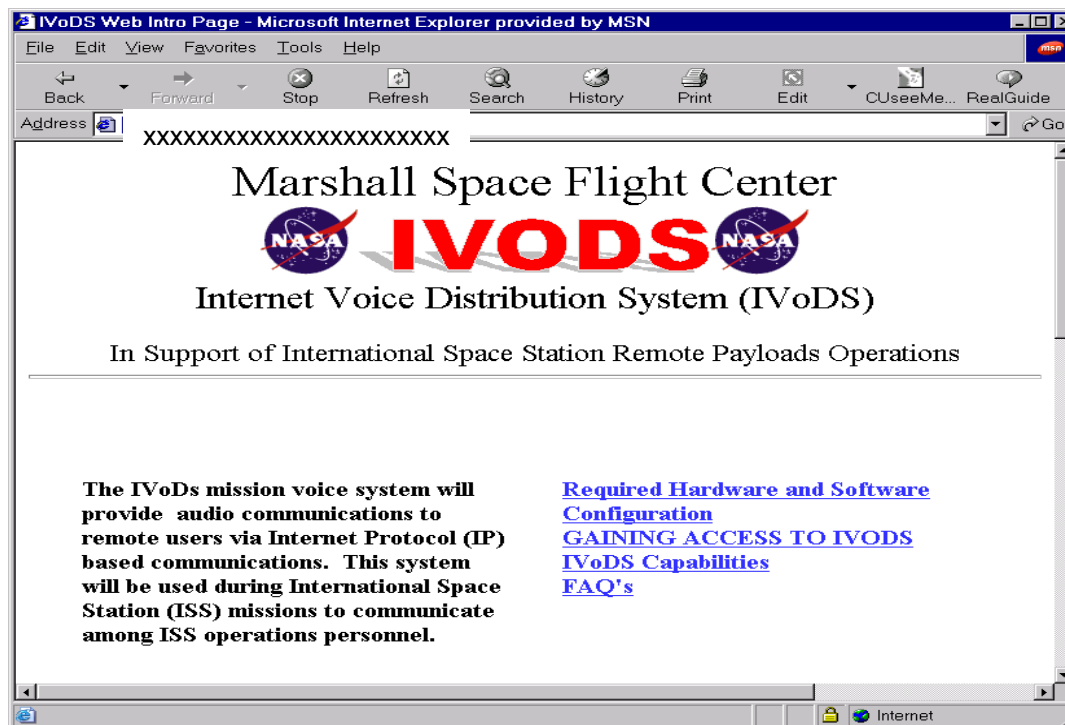 IVoDS Web Intro Page - Microsoft Internet Explorer provided by MSN
File Edit View Favorites Tools Help
msn
Back Forward Stop Refresh Search History Print Edit CUseeMe... RealGuide
Address XXXXXXXXXXXXXXXXXXXXXXX Go
Marshall Space Flight Center
NASA IVODS NASA
Internet Voice Distribution System (IVoDS)
In Support of International Space Station Remote Payloads Operations
The IVoDs mission voice system will
provide audio communications to
remote users via Internet Protocol (IP)
based communications. This system
will be used during International Space
Station (ISS) missions to communicate
among ISS operations personnel.
Required Hardware and Software
Configuration
GAINING ACCESS TO IVODS
IVoDS Capabilities
FAQ's
Internet